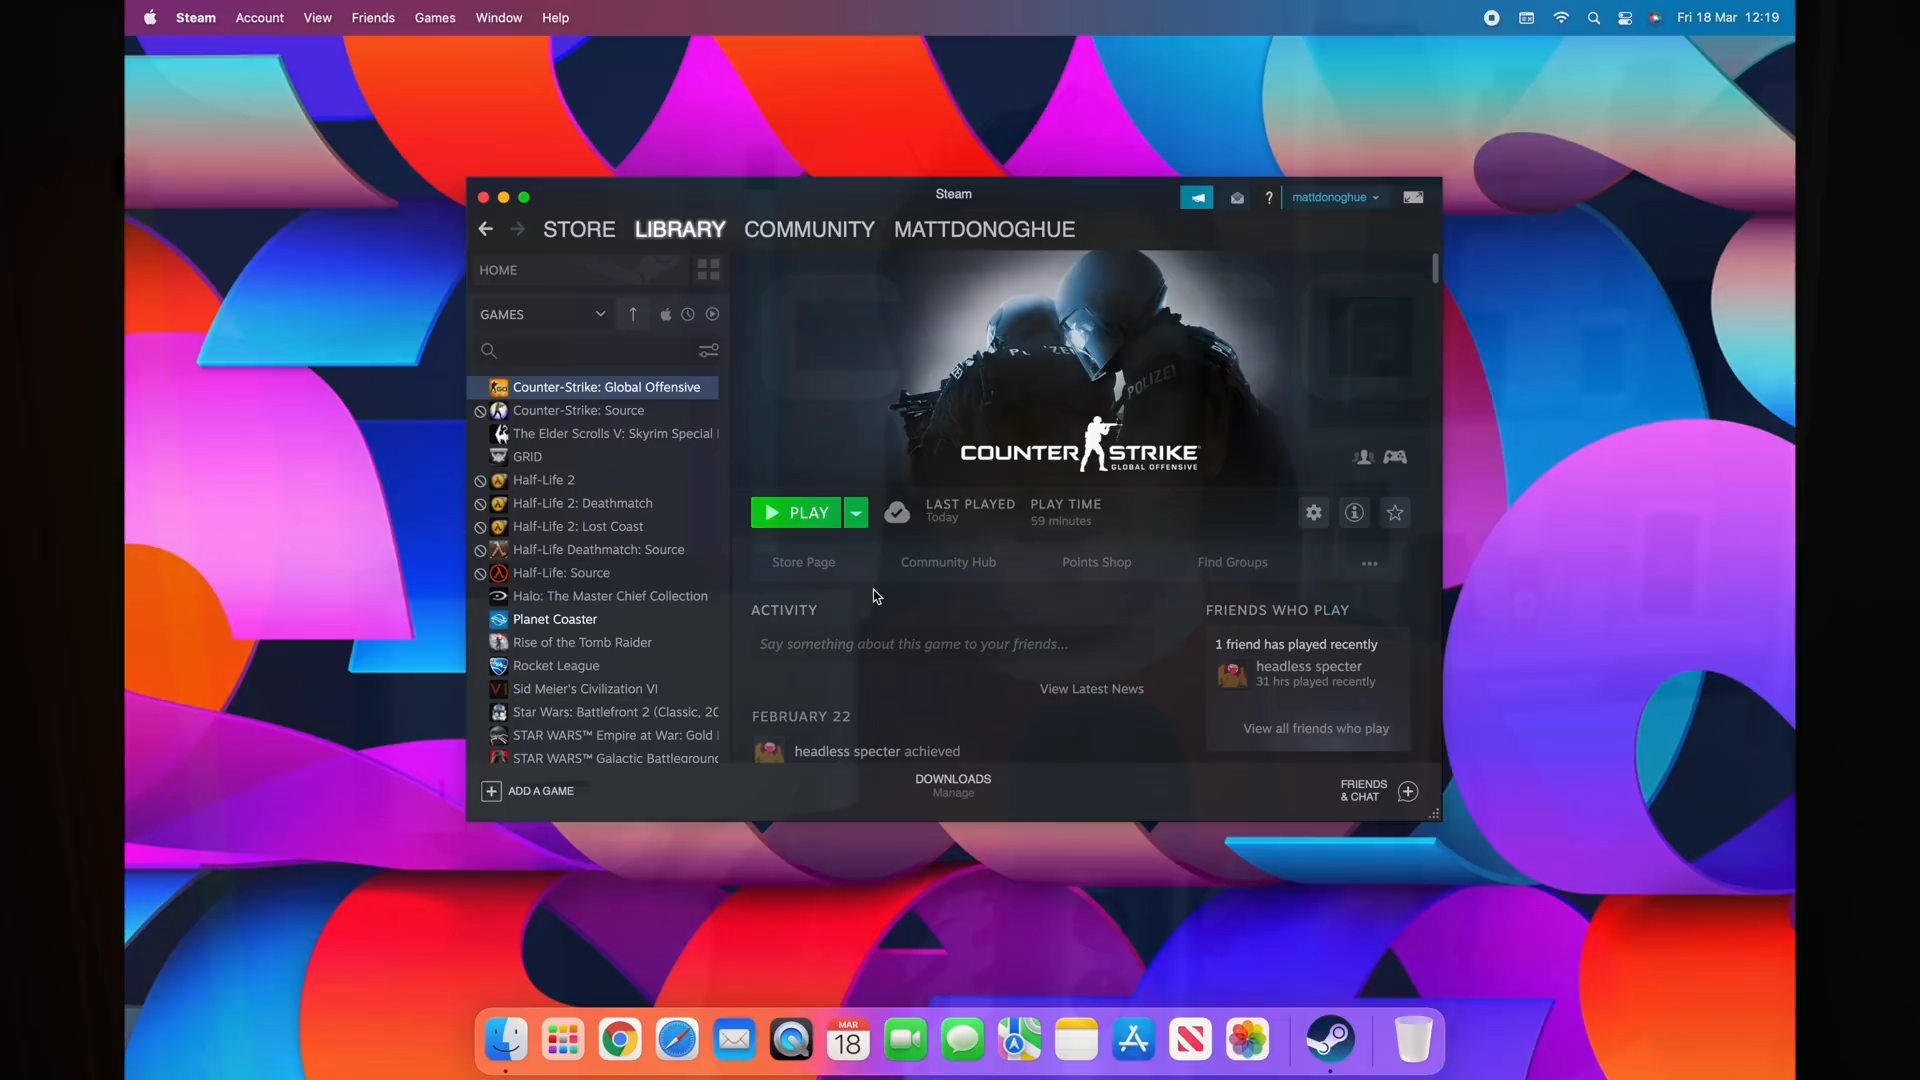 Steam Account View Friends Games Window Help
Fri 18 Mar 12:19
Steam
? mattdonoghue
STORE LIBRARY COMMUNITY MATTDONOGHUE
HOME
GAMES
Counter-Strike: Global Offensive
Counter-Strike: Source
The Elder Scrolls V: Skyrim Special
GRID
Half-Life 2
Half-Life 2: Deathmatch
Half-Life 2: Lost Coast
Half-Life Deathmatch: Source
Half-Life: Source
Halo: The Master Chief Collection
Planet Coaster
Rise of the Tomb Raider
Rocket League
Sid Meier's Civilization VI
Star Wars: Battlefront 2 (Classic, 20
STAR WARS™ Empire at War: Gold
STAR WARS™ Galactic Battleground
ADD A GAME
POLIZEI
COUNTER STRIKE
GLOBAL OFFENSIVE
PLAY
LAST PLAYED
Today
PLAY TIME
59 minutes
Store Page
Community Hub
Points Shop
Find Groups
ACTIVITY
Say something about this game to your friends...
View Latest News
FEBRUARY 22
headless specter achieved
FRIENDS WHO PLAY
1 friend has played recently
headless specter
31 hrs played recently
View all friends who play
DOWNLOADS
Manage
FRIENDS
& CHAT
MAR
18